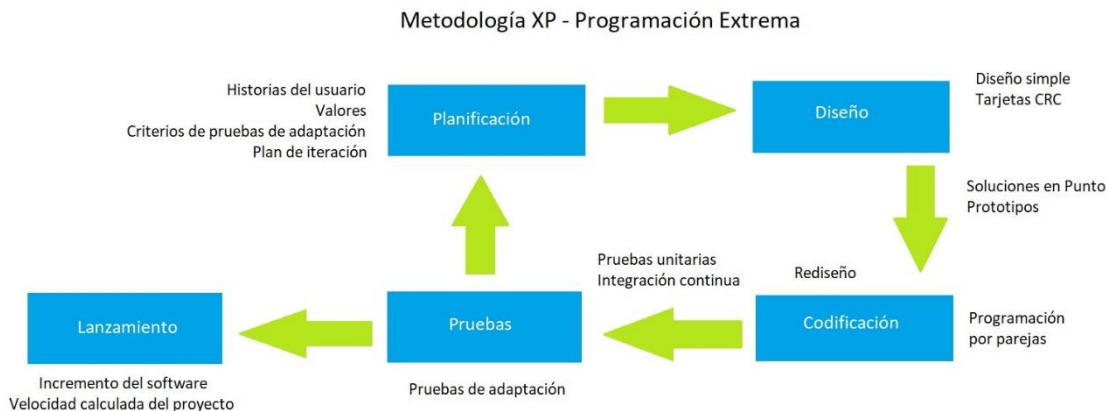 Metodología XP - Programación Extrema
Historias del usuario
Valores
Criterios de pruebas de adaptación
Plan de iteración
Planificación
Diseño
Diseño simple
Tarjetas CRC
Soluciones en Punto
Prototipos
Pruebas unitarias
Integración continua
Rediseño
Lanzamiento
Pruebas
Codificación
Programación
por parejas
Incremento del software
Velocidad calculada del proyecto
Pruebas de adaptación